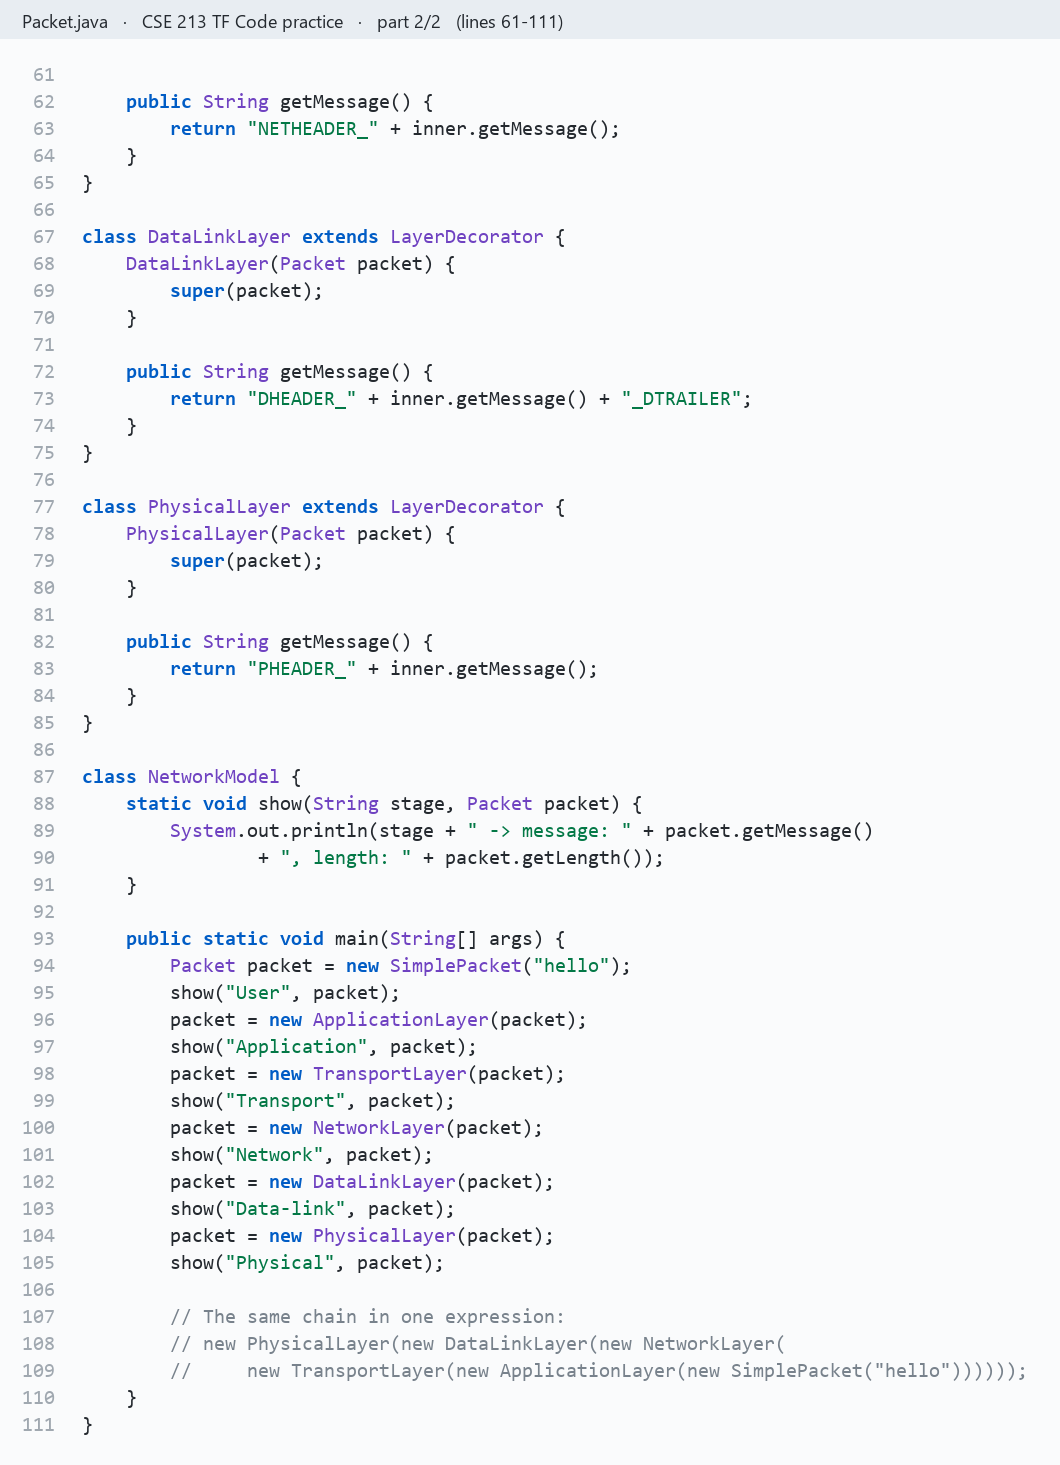 Packet.java · CSE 213 TF Code practice · part 2/2 (lines 61-111)
61
62     public String getMessage() {
63         return "NETHEADER_" + inner.getMessage();
64     }
65 }
66
67 class DataLinkLayer extends LayerDecorator {
68     DataLinkLayer(Packet packet) {
69         super(packet);
70     }
71
72     public String getMessage() {
73         return "DHEADER_" + inner.getMessage() + "_DTRAILER";
74     }
75 }
76
77 class PhysicalLayer extends LayerDecorator {
78     PhysicalLayer(Packet packet) {
79         super(packet);
80     }
81
82     public String getMessage() {
83         return "PHEADER_" + inner.getMessage();
84     }
85 }
86
87 class NetworkModel {
88     static void show(String stage, Packet packet) {
89         System.out.println(stage + " -> message: " + packet.getMessage()
90                 + ", length: " + packet.getLength());
91     }
92
93     public static void main(String[] args) {
94         Packet packet = new SimplePacket("hello");
95         show("User", packet);
96         packet = new ApplicationLayer(packet);
97         show("Application", packet);
98         packet = new TransportLayer(packet);
99         show("Transport", packet);
100         packet = new NetworkLayer(packet);
101         show("Network", packet);
102         packet = new DataLinkLayer(packet);
103         show("Data-link", packet);
104         packet = new PhysicalLayer(packet);
105         show("Physical", packet);
106
107         // The same chain in one expression:
108         // new PhysicalLayer(new DataLinkLayer(new NetworkLayer(
109         //     new TransportLayer(new ApplicationLayer(new SimplePacket("hello"))))));
110     }
111 }